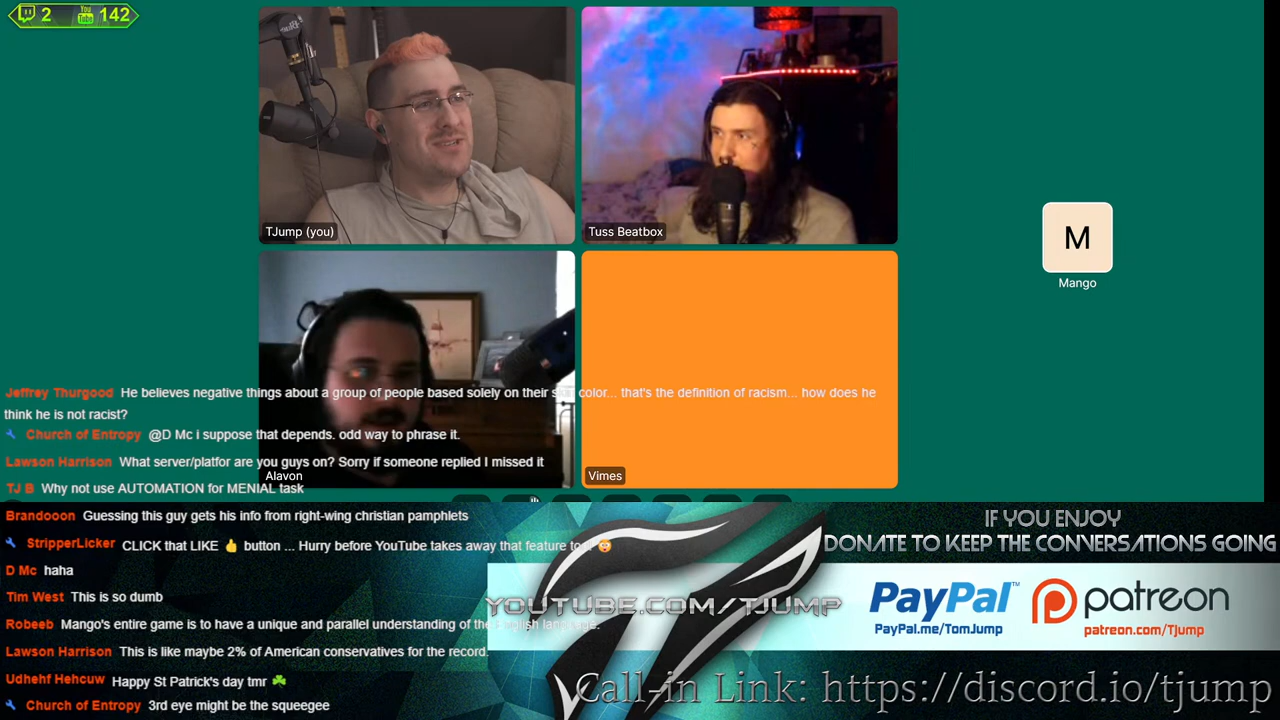 2 You Tube 142
TJump (you)
Tuss Beatbox
M
Mango
Alavon
Vimes
Jeffrey Thurgood He believes negative things about a group of people based solely on their skin color... that's the definition of racism... how does he
think he is not racist?
Church of Entropy @D Mc i suppose that depends. odd way to phrase it.
Lawson Harrison What server/platfor are you guys on? Sorry if someone replied I missed it
TJ B Why not use AUTOMATION for MENIAL task
Brandooon Guessing this guy gets his info from right-wing christian pamphlets
StripperLicker CLICK that LIKE 👍 button ... Hurry before YouTube takes away that feature too
D Mc haha
Tim West This is so dumb
Robeeb Mango's entire game is to have a unique and parallel understanding of the English language.
Lawson Harrison This is like maybe 2% of American conservatives for the record.
Udhehf Hehcuw Happy St Patrick's day tmr ☘️
Church of Entropy 3rd eye might be the squeegee
IF YOU ENJOY
DONATE TO KEEP THE CONVERSATIONS GOING
YOUTUBE.COM/TJUMP
PayPal™
PayPal.me/TomJump
patreon
patreon.com/Tjump
Call-in Link: https://discord.io/tjump